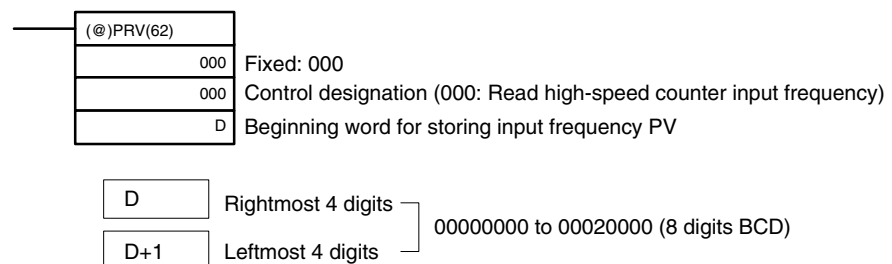 (@)PRV(62)
000 Fixed: 000
000 Control designation (000: Read high-speed counter input frequency)
D Beginning word for storing input frequency PV
D Rightmost 4 digits
00000000 to 00020000 (8 digits BCD)
D+1 Leftmost 4 digits